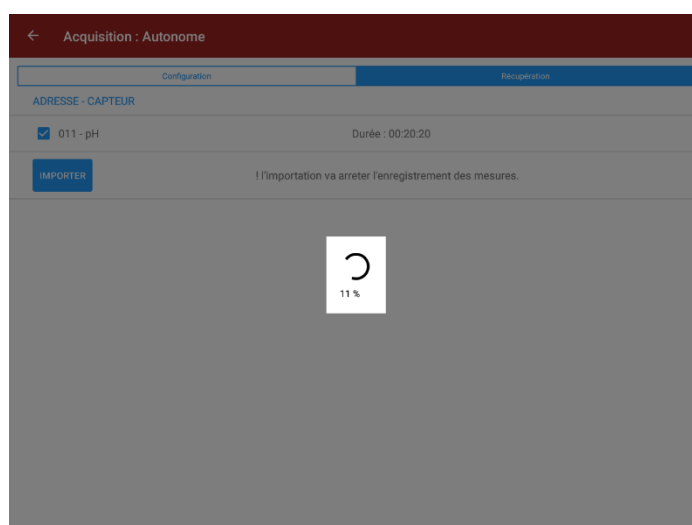 Acquisition : Autonome
Configuration
Récupération
ADRESSE - CAPTEUR
011 - pH
Durée : 00:20:20
IMPORTER
! l'importation va arreter l'enregistrement des mesures.
11 %